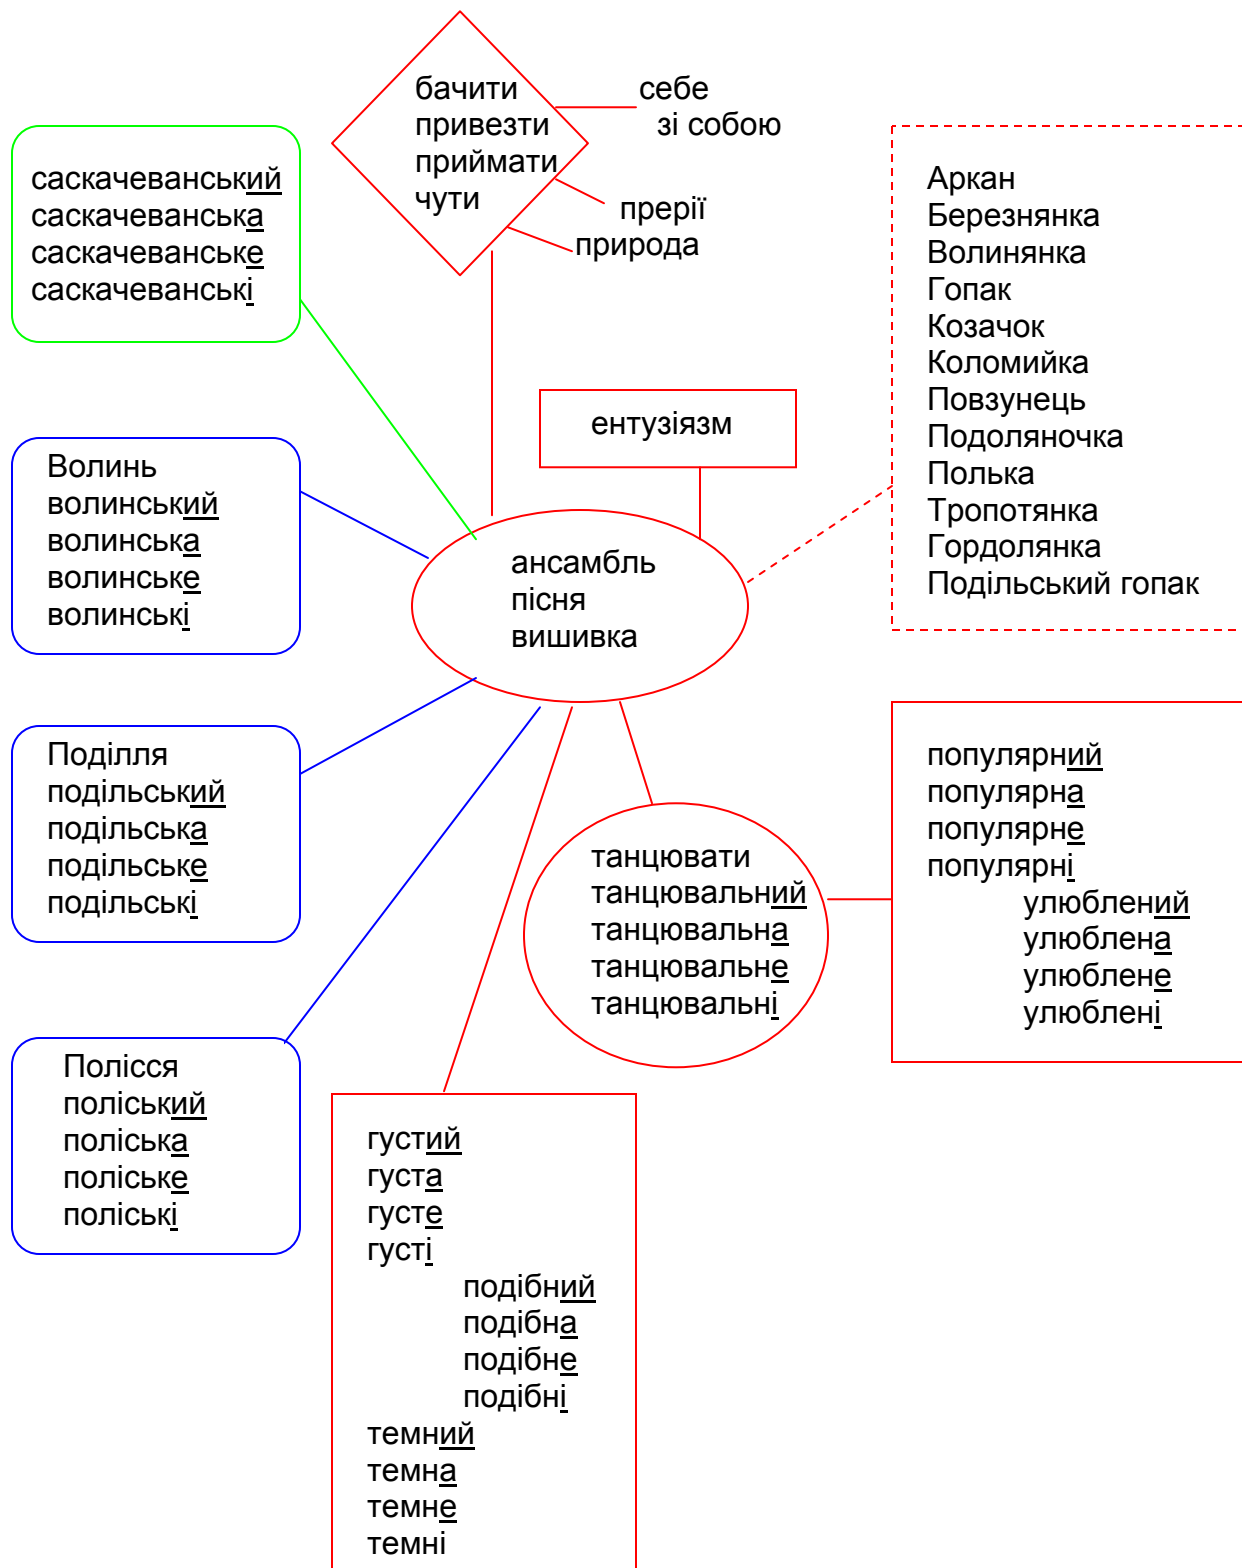 бачити
привезти
приймати
чути
себе
зі собою
прерії
природа
саскачеванський
саскачеванська
саскачеванське
саскачеванські
Аркан
Березнянка
Волинянка
Гопак
Козачок
Коломийка
Повзунець
Подоляночка
Полька
Тропотянка
Гордолянка
Подільський гопак
ентузіязм
Волинь
волинський
волинська
волинське
волинські
ансамбль
пісня
вишивка
Поділля
подільський
подільська
подільське
подільські
танцювати
танцювальний
танцювальна
танцювальне
танцювальні
популярний
популярна
популярне
популярні
улюблений
улюблена
улюблене
улюблені
Полісся
поліський
поліська
поліське
поліські
густий
густа
густе
густі
подібний
подібна
подібне
подібні
темний
темна
темне
темні